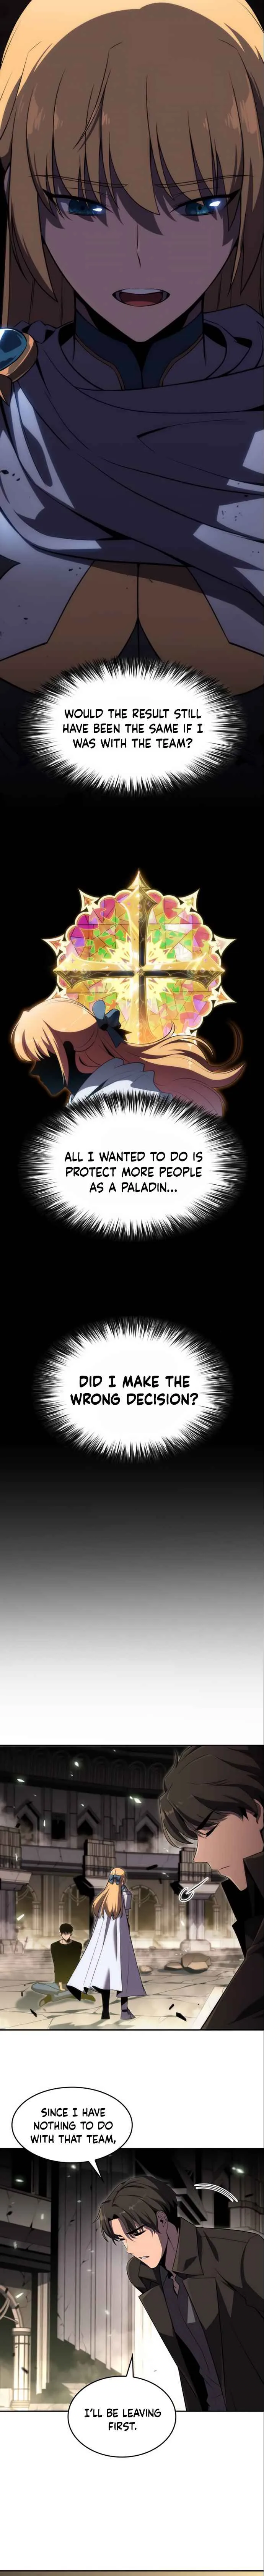 WOULD THE RESULT STILL
HAVE BEEN THE SAME IF I
WAS WITH THE TEAM?
ALL I WANTED TO DO IS
PROTECT MORE PEOPLE
AS A PALADIN...
DID I MAKE THE
WRONG DECISION?
SINCE I HAVE
NOTHING TO DO
WITH THAT TEAM,
I'LL BE LEAVING
FIRST.